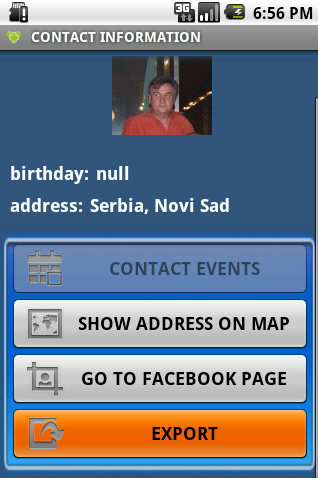 3G 6:56 PM
CONTACT INFORMATION
birthday: null
address: Serbia, Novi Sad
CONTACT EVENTS
SHOW ADDRESS ON MAP
GO TO FACEBOOK PAGE
EXPORT